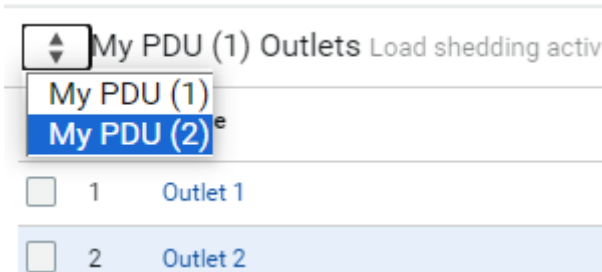 My PDU (1) Outlets Load shedding activ
My PDU (1)
My PDU (2)
1 Outlet 1
2 Outlet 2